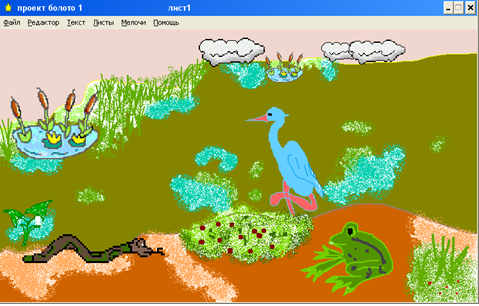 проект болото 1 лист1
Файл Редактор Текст Листы Мелочи Помощь